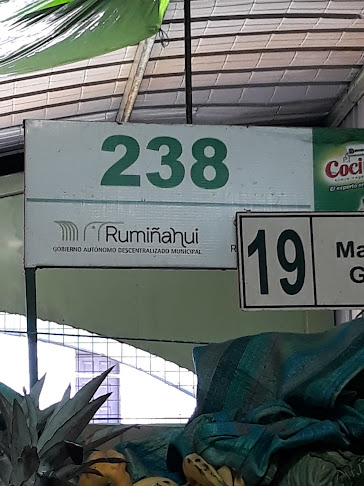 238
Rumiñahui
GOBIERNO AUTÓNOMO DESCENTRALIZADO MUNICIPAL
19